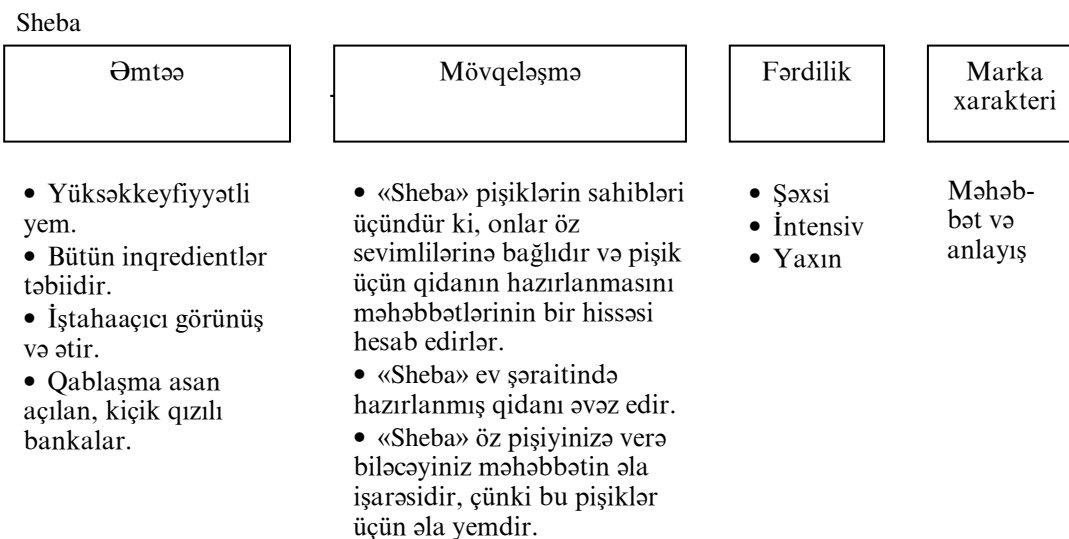 Sheba
Əmtəə
Mövqeləşmə
Fərdilik
Marka
xarakteri
• Yüksəkkeyfiyyətli
yem.
• Bütün inqredientlər
təbiidir.
• İştahaaçıcı görünüş
və ətir.
• Qablaşma asan
açılan, kiçik qızılı
bankalar.
• «Sheba» pişiklərin sahibləri
üçündür ki, onlar öz
sevimlilərinə bağlıdır və pişik
üçün qidanın hazırlanmasını
məhəbbətlərinin bir hissəsi
hesab edirlər.
• «Sheba» ev şəraitində
hazırlanmış qidanı əvəz edir.
• «Sheba» öz pişiyinizə verə
biləcəyiniz məhəbbətin əla
işarəsidir, çünki bu pişiklər
üçün əla yemdir.
• Şəxsi
• İntensiv
• Yaxın
Məhəb-
bət və
anlayış